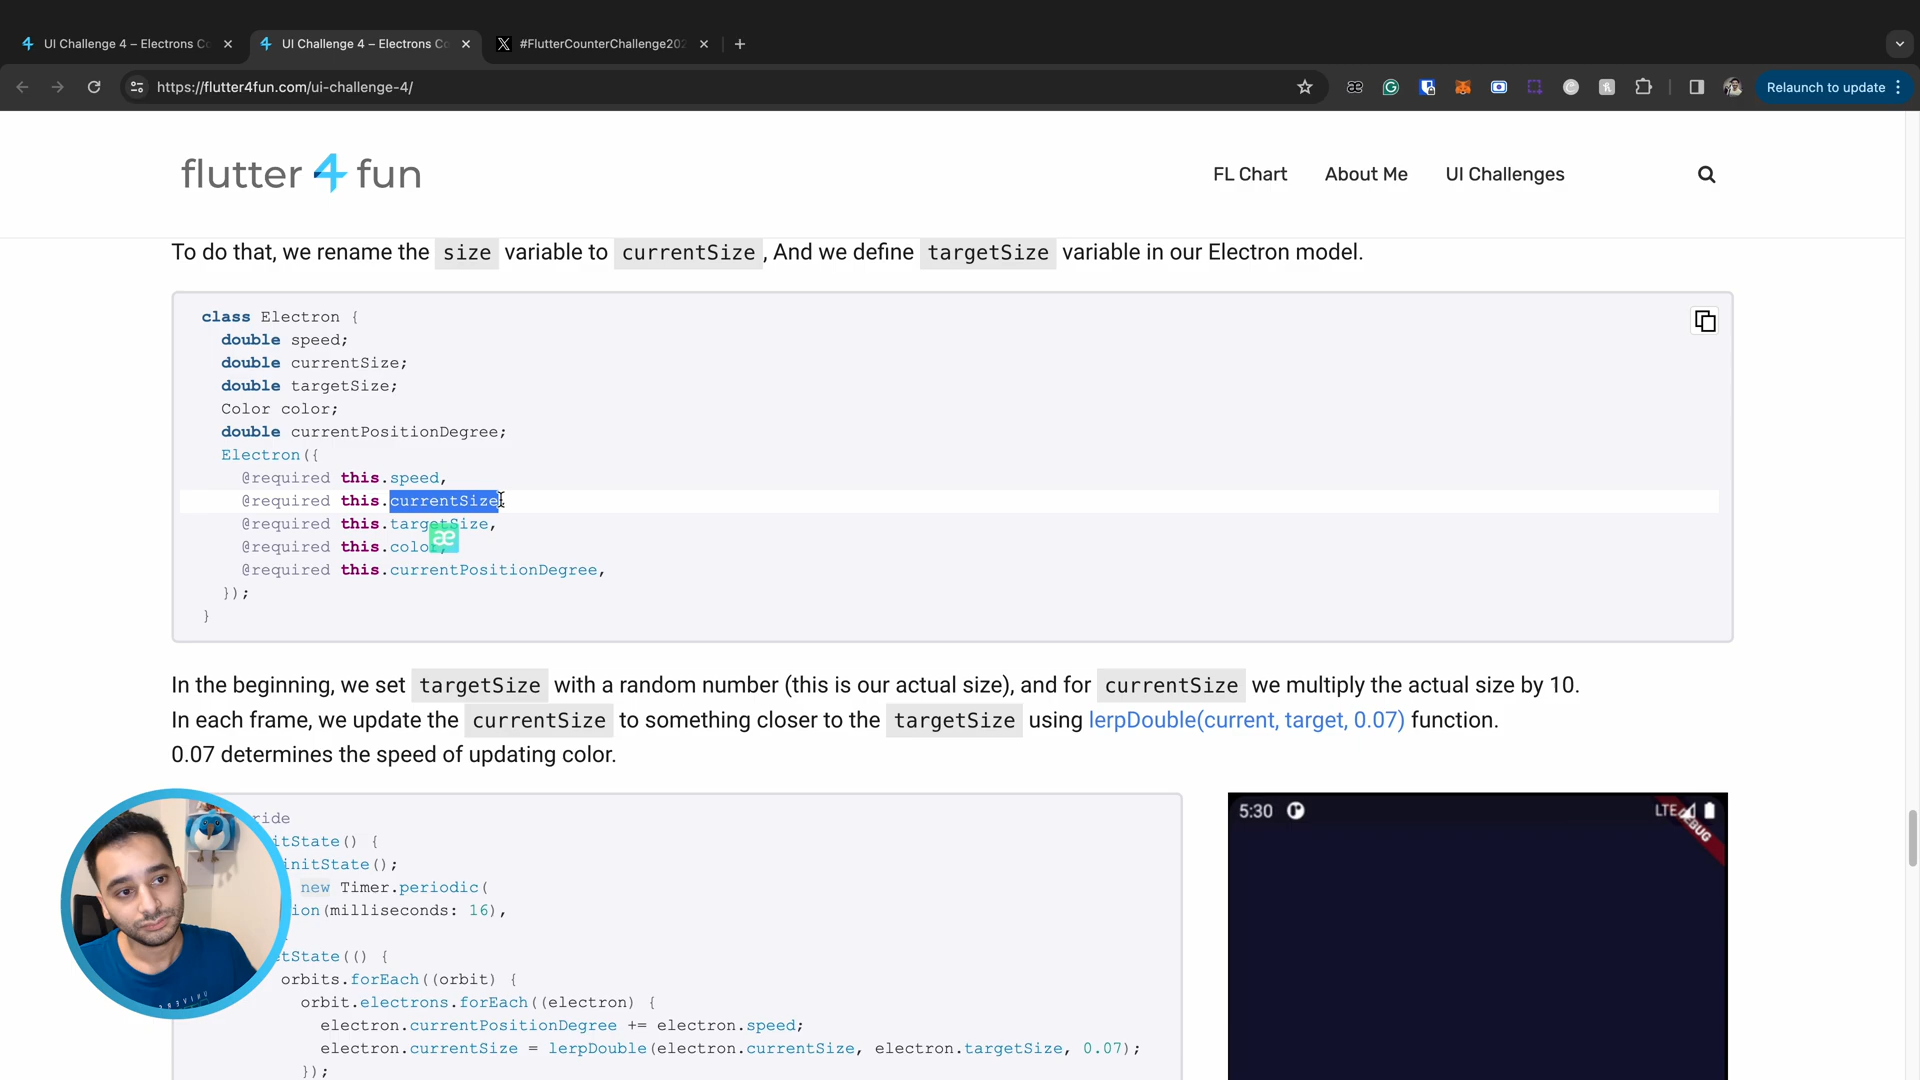 UI Challenge 4 – Electrons Co
UI Challenge 4 – Electrons Co
#FlutterCounterChallenge202
https://flutter4fun.com/ui-challenge-4/
Relaunch to update
flutter 4 fun
FL Chart
About Me
UI Challenges
To do that, we rename the size variable to currentSize, And we define targetSize variable in our Electron model.
class Electron {
double speed;
double currentSize;
double targetSize;
Color color;
double currentPositionDegree;
Electron({
@required this.speed,
@required this.currentSize
@required this.targetSize,
@required this.color,
@required this.currentPositionDegree,
});
}
æ
In the beginning, we set targetSize with a random number (this is our actual size), and for currentSize we multiply the actual size by 10.
In each frame, we update the currentSize to something closer to the targetSize using lerpDouble(current, target, 0.07) function.
0.07 determines the speed of updating color.
ride
itState() {
initState();
new Timer.periodic(
ion(milliseconds: 16),
tState(() {
orbits.forEach((orbit) {
orbit.electrons.forEach((electron) {
electron.currentPositionDegree += electron.speed;
electron.currentSize = lerpDouble(electron.currentSize, electron.targetSize, 0.07);
});
5:30
LTE
DEBUG